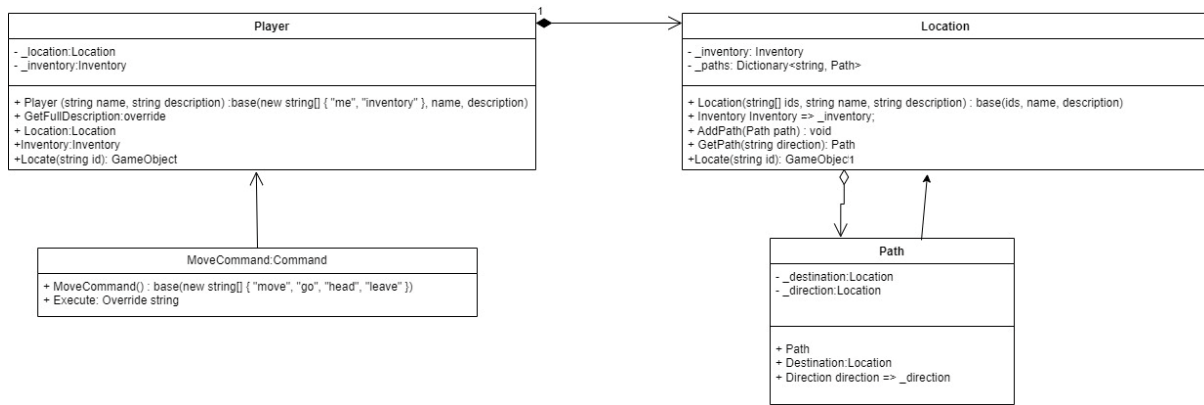 1
Player
- _location:Location
- _inventory:Inventory
+ Player (string name, string description) :base(new string[] { "me", "inventory" }, name, description)
+ GetFullDescription:override
+ Location:Location
+Inventory:Inventory
+Locate(string id): GameObject
Location
- _inventory: Inventory
- _paths: Dictionary<string, Path>
+ Location(string[] ids, string name, string description) : base(ids, name, description)
+ Inventory Inventory => _inventory;
+ AddPath(Path path) : void
+ GetPath(string direction): Path
+Locate(string id): GameObject
1
MoveCommand:Command
+ MoveCommand() : base(new string[] { "move", "go", "head", "leave" })
+ Execute: Override string
Path
- _destination:Location
- _direction:Location
+ Path
+ Destination:Location
+ Direction direction => _direction